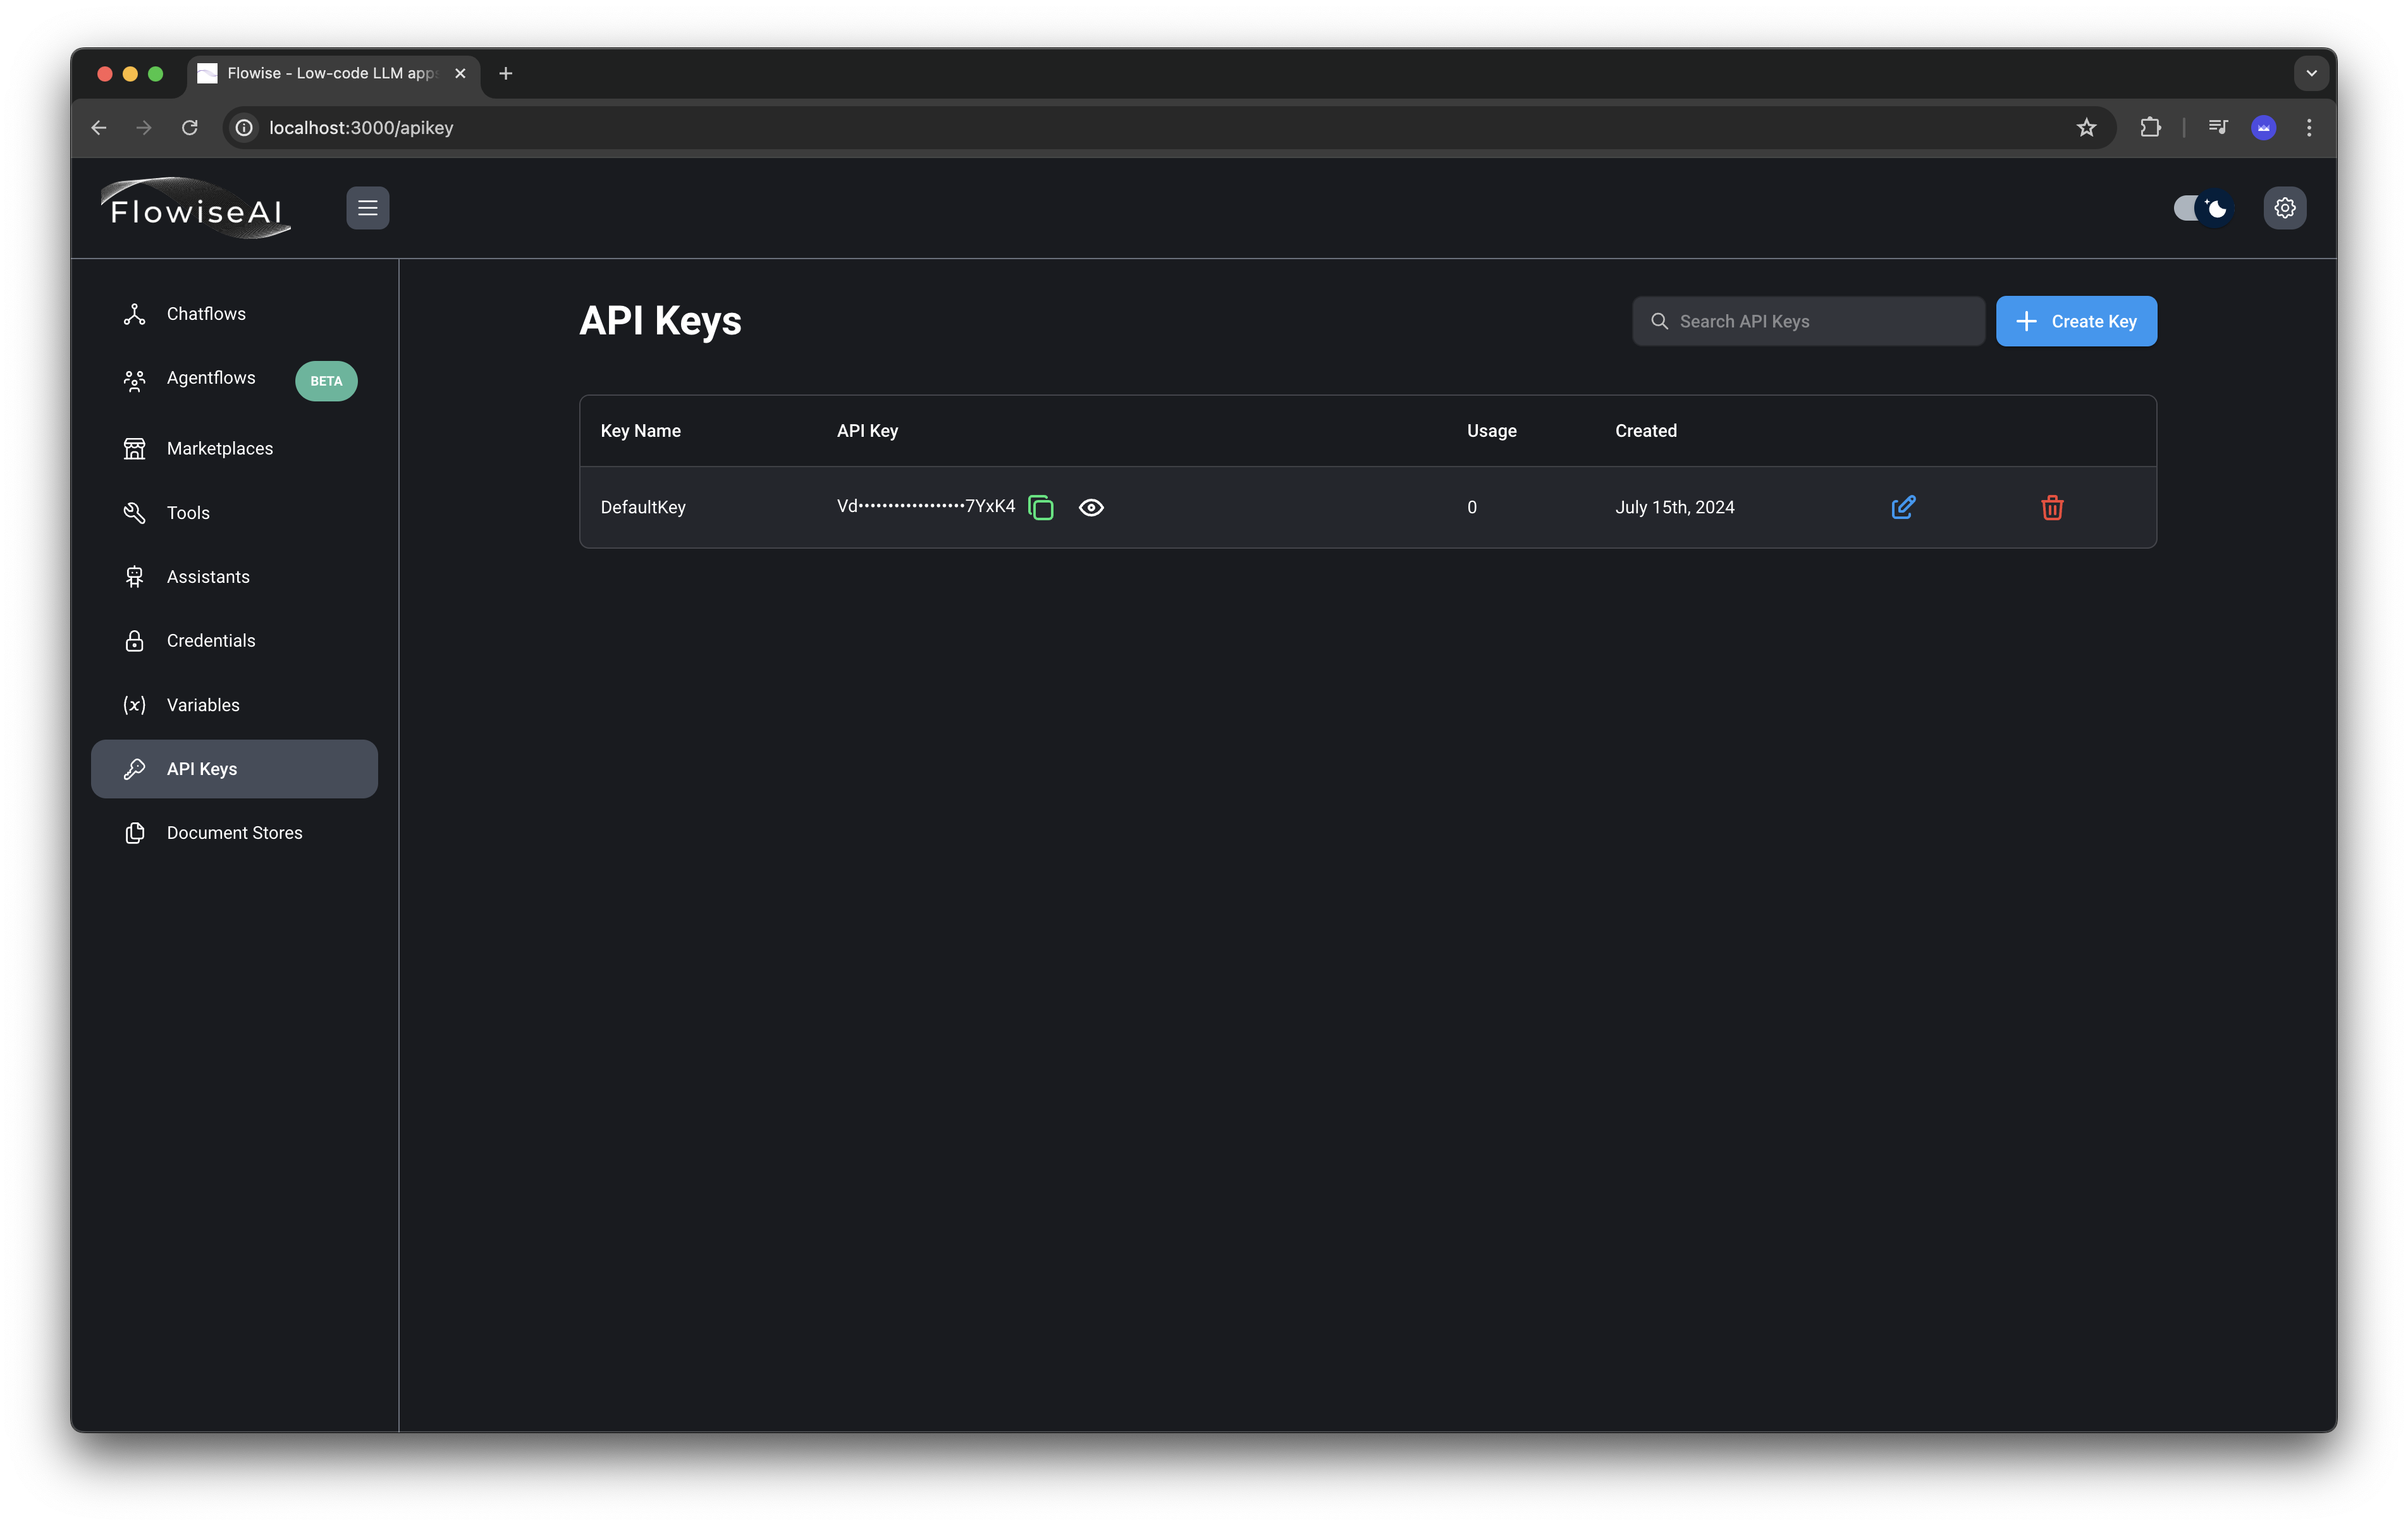 Flowise - Low-code LLM apps
localhost:3000/apikey
FlowiseAI
Chatflows
Agentflows BETA
Marketplaces
Tools
Assistants
Credentials
(x) Variables
API Keys
Document Stores
API Keys
Search API Keys
Create Key
Key Name API Key Usage Created
DefaultKey Vd••••••••••••••••••7YxK4 0 July 15th, 2024